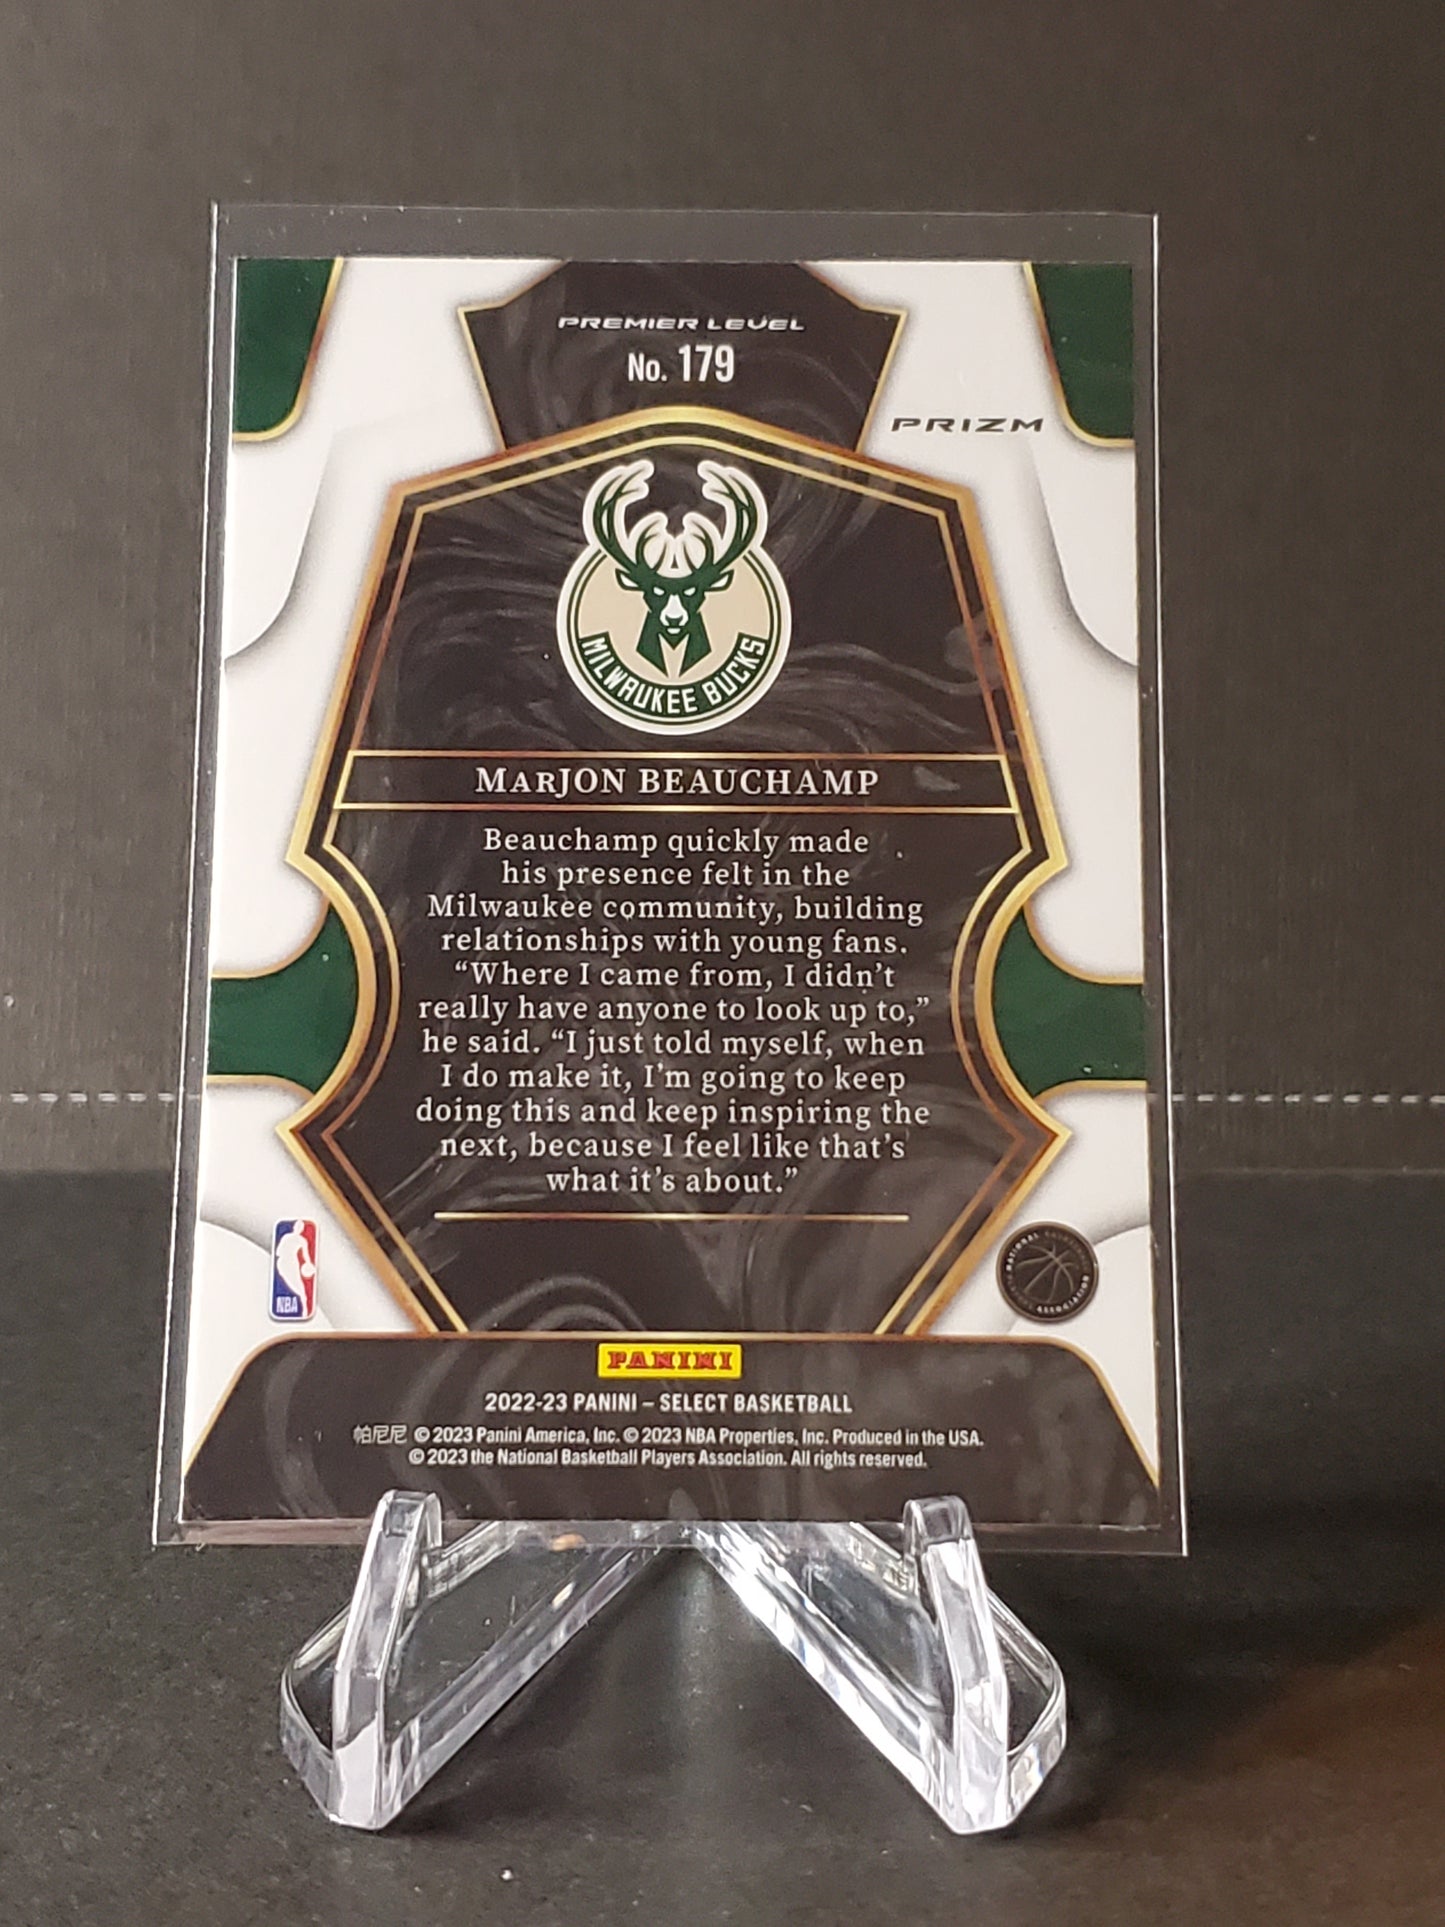 PREMIER LEVEL
No. 179
PRIZM
MILWAUKEE BUCKS
MARJON BEAUCHAMP
Beauchamp quickly made
his presence felt in the
Milwaukee community, building
relationships with young fans.
“Where I came from, I didn’t
really have anyone to look up to,”
he said. “I just told myself, when
I do make it, I’m going to keep
doing this and keep inspiring the
next, because I feel like that’s
what it’s about.”
NBA
NATIONAL BASKETBALL
ASSOCIATION
PANINI
2022-23 PANINI – SELECT BASKETBALL
帕尼尼 © 2023 Panini America, Inc. © 2023 NBA Properties, Inc. Produced in the USA.
© 2023 the National Basketball Players Association. All rights reserved.